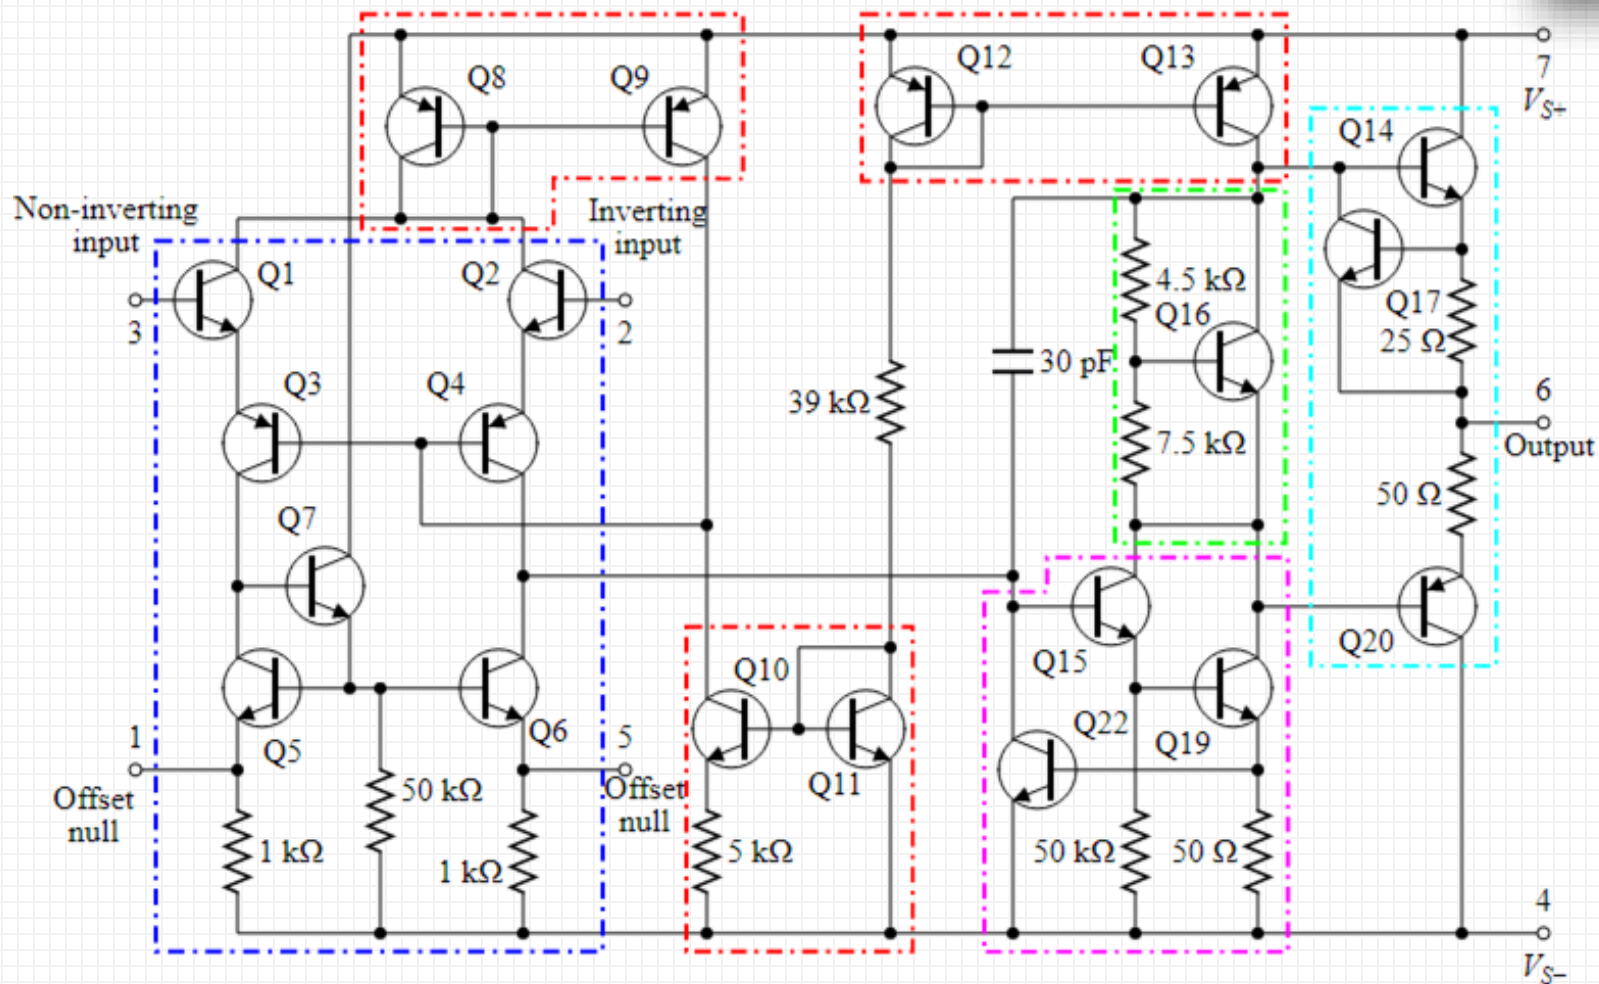 Q8
Q9
Q12
Q13
7
V_S+
Q14
Non-inverting
input
Inverting
input
Q1
Q2
3
2
4.5 kΩ
Q16
Q17
25 Ω
30 pF
Q3
Q4
39 kΩ
6
Output
7.5 kΩ
50 Ω
Q7
Q15
Q20
Q10
Q22
Q19
1
Q5
Q6
5
Q11
Offset
null
50 kΩ
Offset
null
1 kΩ
1 kΩ
5 kΩ
50 kΩ
50 Ω
4
V_S−